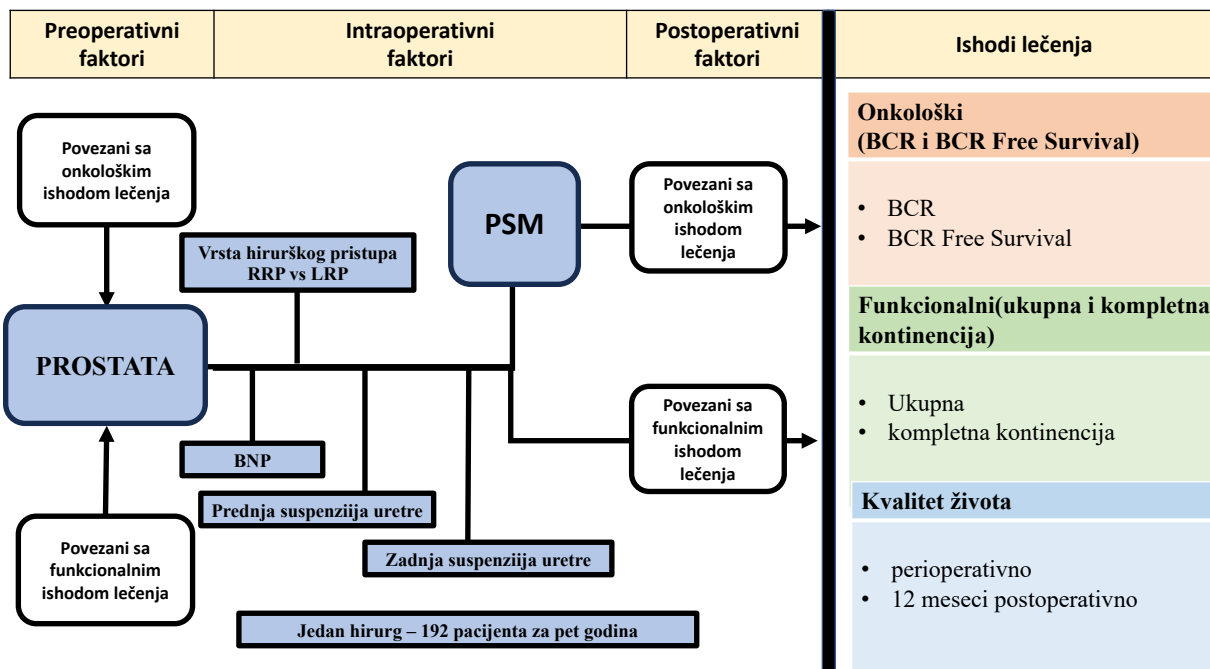 Preoperativni
faktori
Intraoperativni
faktori
Postoperativni
faktori
Ishodi lečenja
Povezani sa
onkološkim
ishodom lečenja
Vrsta hirurškog pristupa
RRP vs LRP
PSM
Povezani sa
onkološkim
ishodom
lečenja
Onkološki
(BCR i BCR Free Survival)
• BCR
• BCR Free Survival
PROSTATA
BNP
Prednja suspenziija uretre
Zadnja suspenziija uretre
Povezani sa
funkcionalnim
ishodom
lečenja
Funkcionalni(ukupna i kompletna
kontinencija)
• Ukupna
• kompletna kontinencija
Povezani sa
funkcionalnim
ishodom lečenja
Jedan hirurg – 192 pacijenta za pet godina
Kvalitet života
• perioperativno
• 12 meseci postoperativno